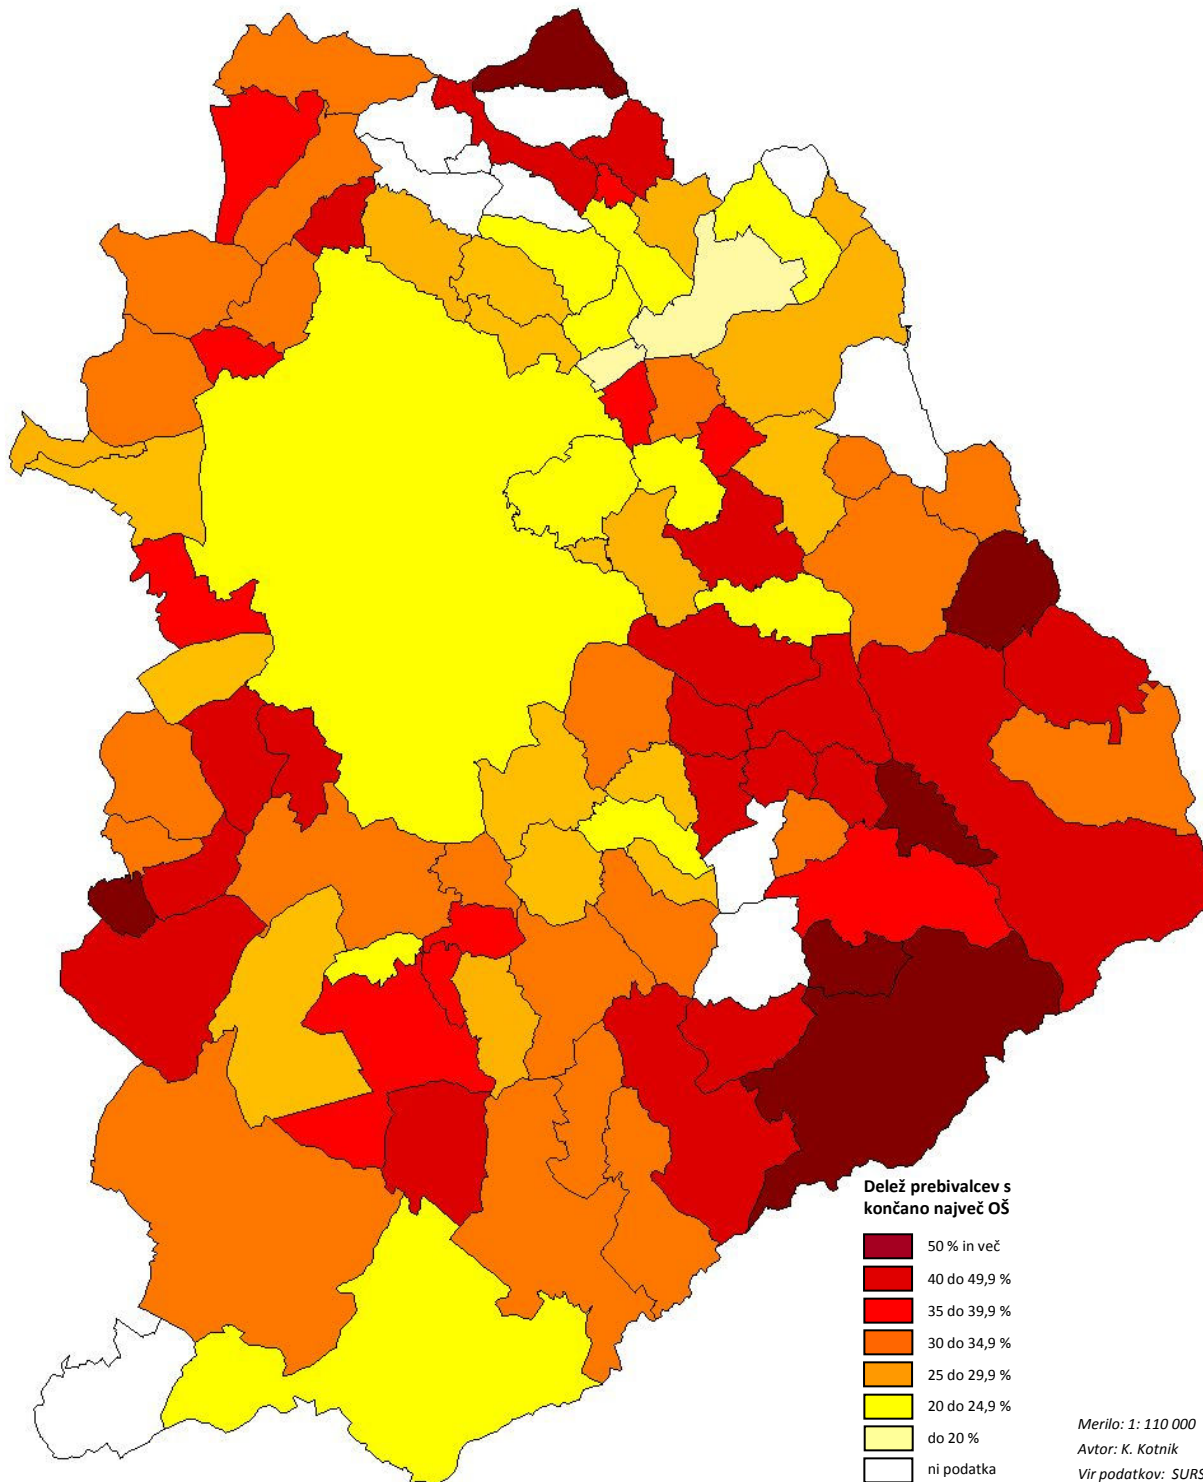 Delež prebivalcev s
končano največ OŠ
50 % in več
40 do 49,9 %
35 do 39,9 %
30 do 34,9 %
25 do 29,9 %
20 do 24,9 %
do 20 %
ni podatka
Merilo: 1: 110 000
Avtor: K. Kotnik
Vir podatkov: SURS